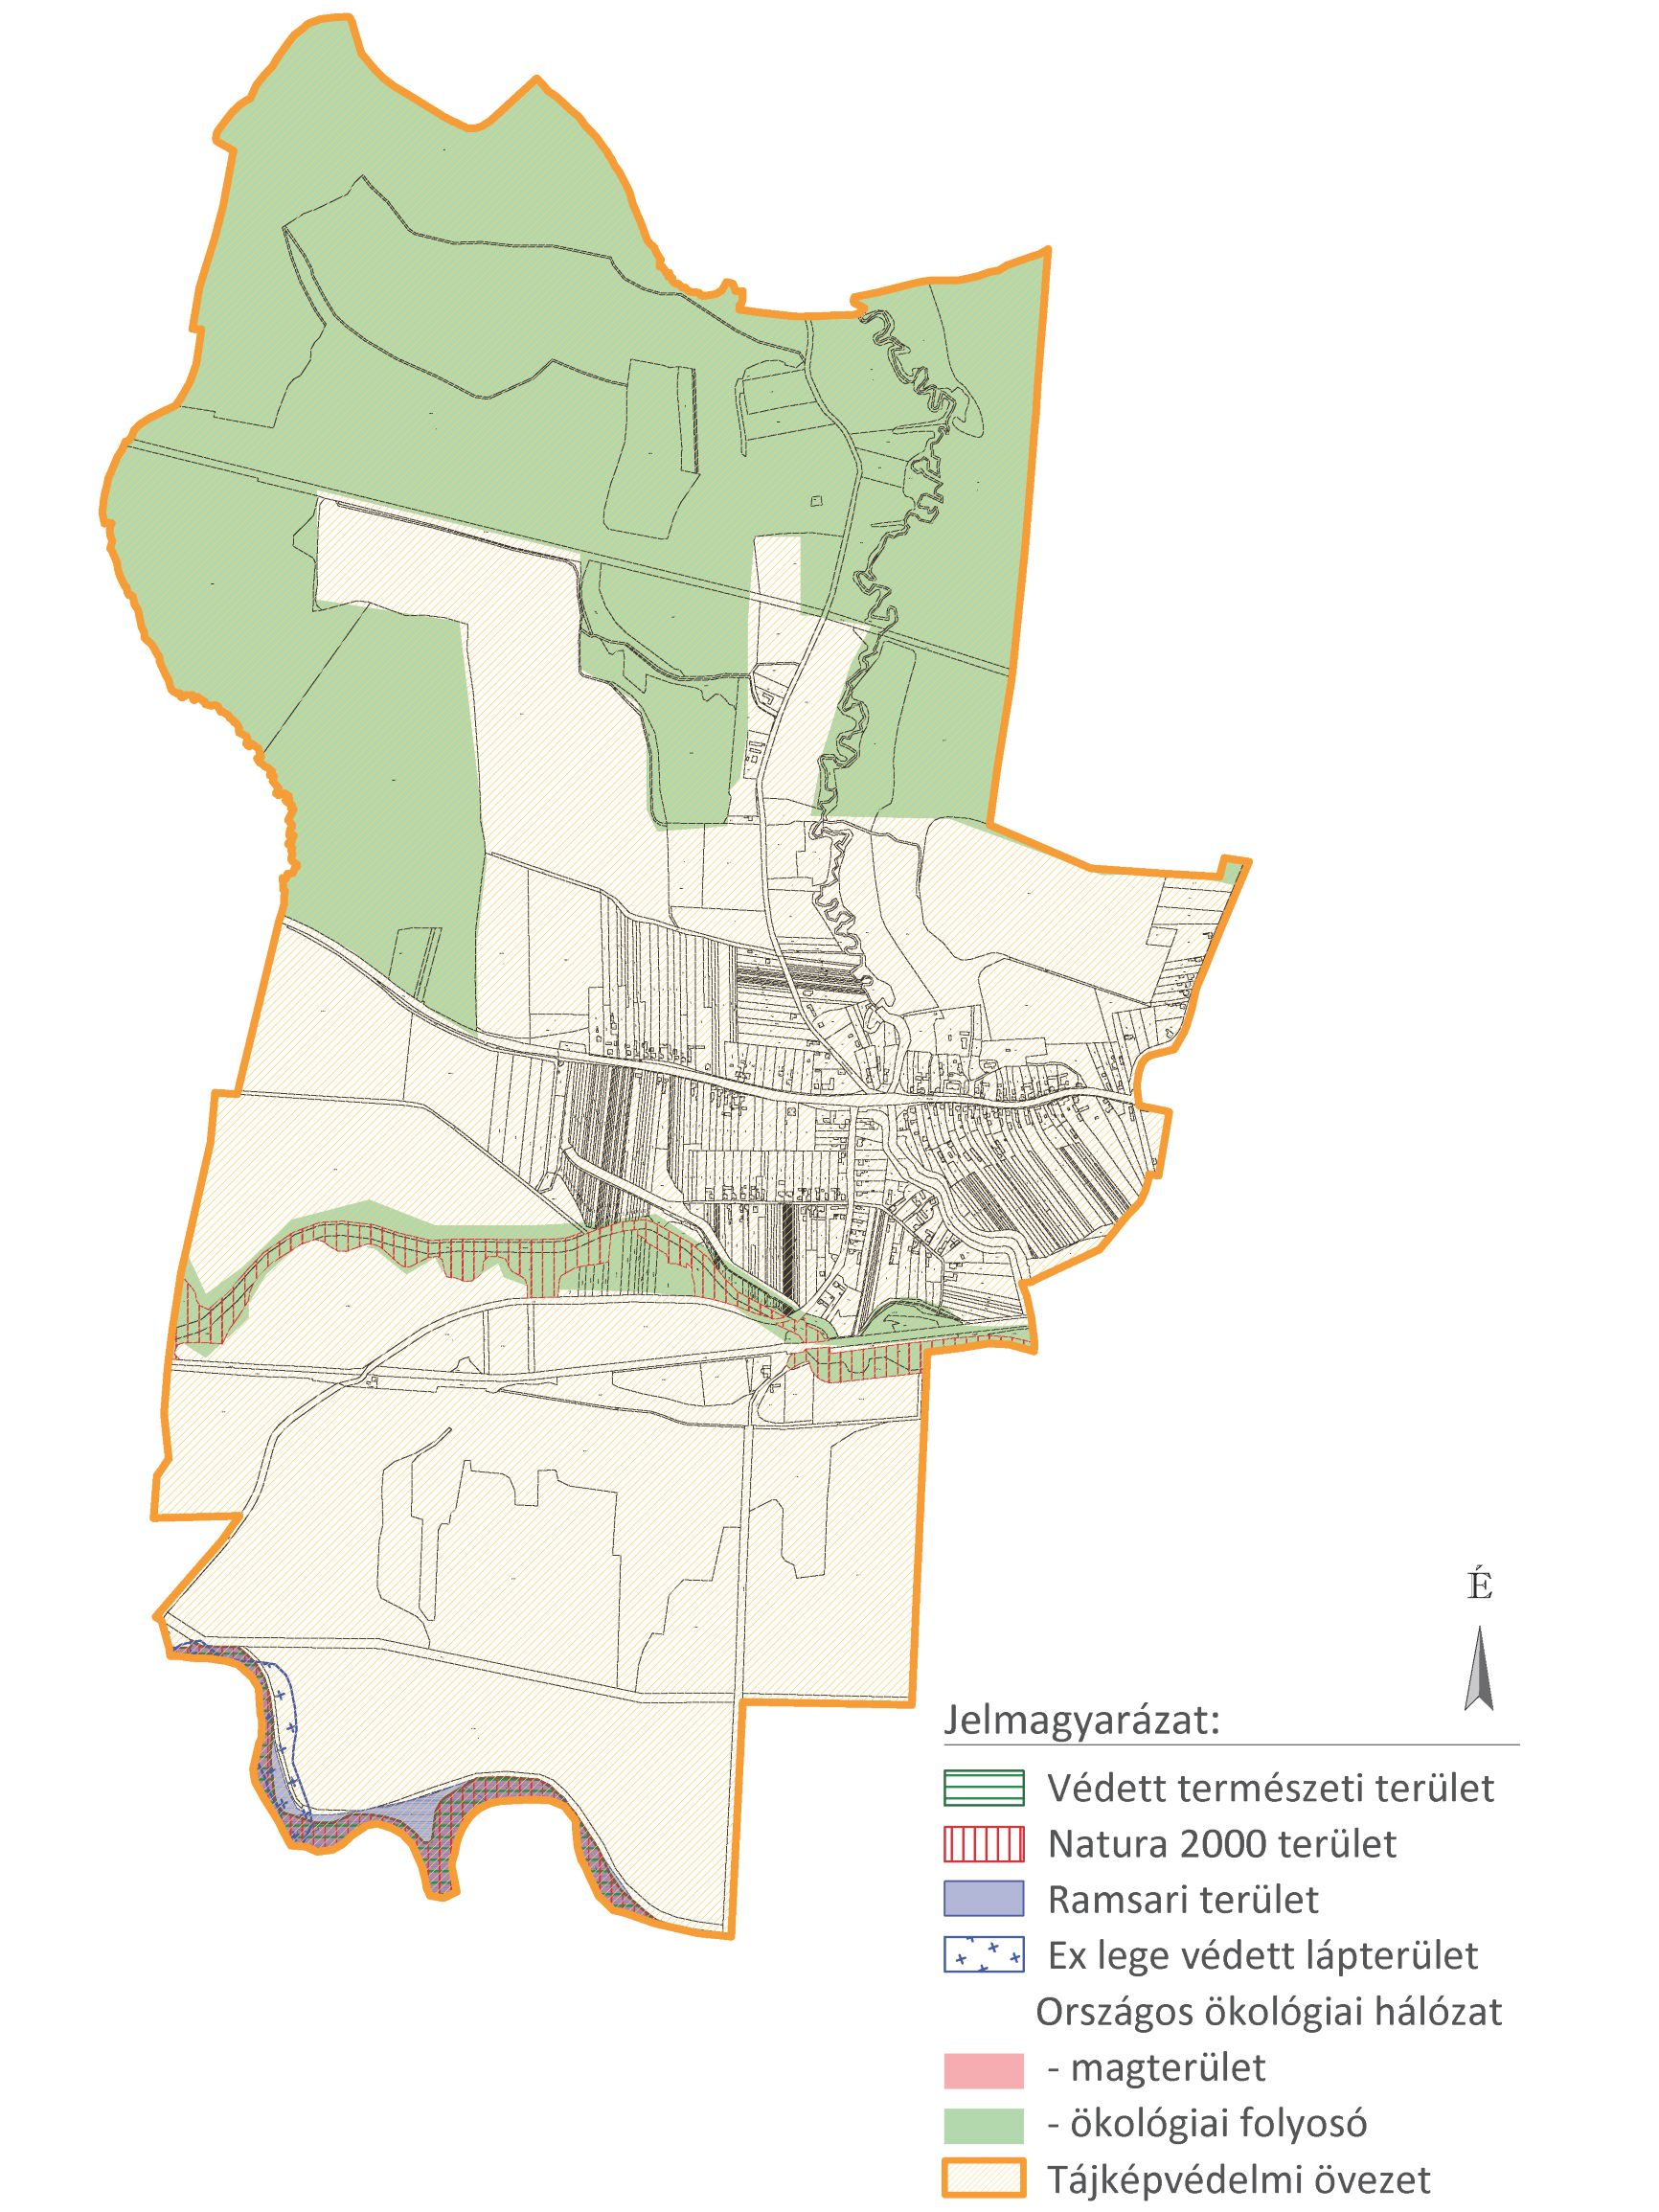 É
Jelmagyarázat:
Védett természeti terület
Natura 2000 terület
Ramsari terület
Ex lege védett lápterület
Országos ökológiai hálózat
- magterület
- ökológiai folyosó
Tájképvédelmi övezet